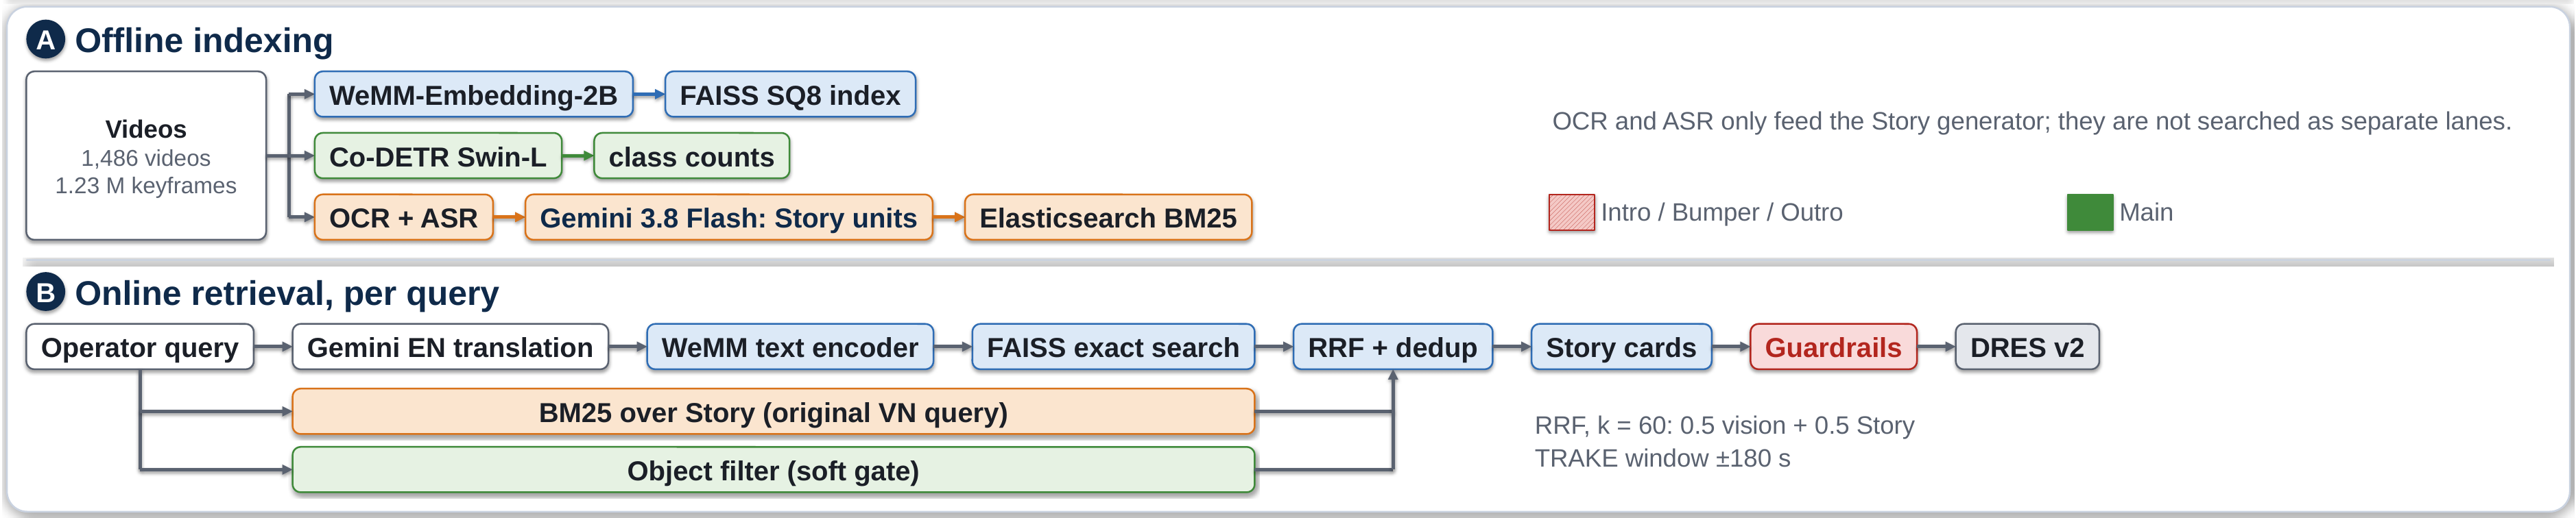 A Offline indexing
Videos
1,486 videos
1.23 M keyframes
WeMM-Embedding-2B
FAISS SQ8 index
Co-DETR Swin-L
class counts
OCR + ASR
Gemini 3.8 Flash: Story units
Elasticsearch BM25
OCR and ASR only feed the Story generator; they are not searched as separate lanes.
Intro / Bumper / Outro
Main
B Online retrieval, per query
Operator query
Gemini EN translation
WeMM text encoder
FAISS exact search
RRF + dedup
Story cards
Guardrails
DRES v2
BM25 over Story (original VN query)
Object filter (soft gate)
RRF, k = 60: 0.5 vision + 0.5 Story
TRAKE window ±180 s